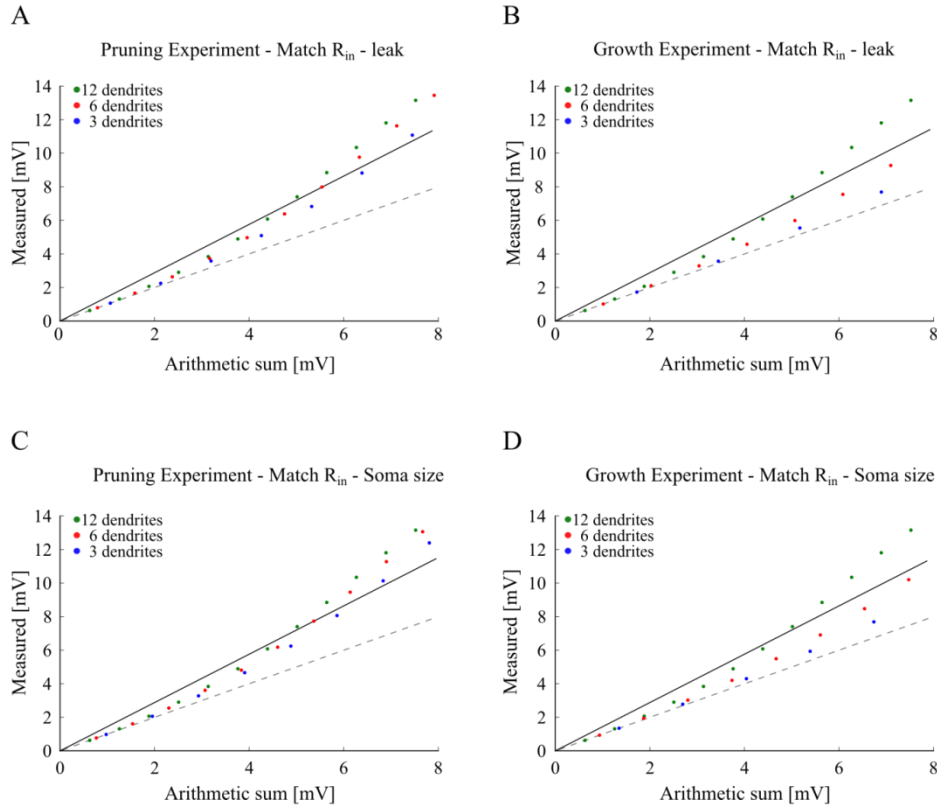 A
Pruning Experiment - Match Rin - leak
14
12
10
8
6
4
2
0
Measured [mV]
12 dendrites
6 dendrites
3 dendrites
0 2 4 6 8
Arithmetic sum [mV]
B
Growth Experiment - Match Rin - leak
14
12
10
8
6
4
2
0
Measured [mV]
12 dendrites
6 dendrites
3 dendrites
0 2 4 6 8
Arithmetic sum [mV]
C
Pruning Experiment - Match Rin - Soma size
14
12
10
8
6
4
2
0
Measured [mV]
12 dendrites
6 dendrites
3 dendrites
0 2 4 6 8
Arithmetic sum [mV]
D
Growth Experiment - Match Rin - Soma size
14
12
10
8
6
4
2
0
Measured [mV]
12 dendrites
6 dendrites
3 dendrites
0 2 4 6 8
Arithmetic sum [mV]